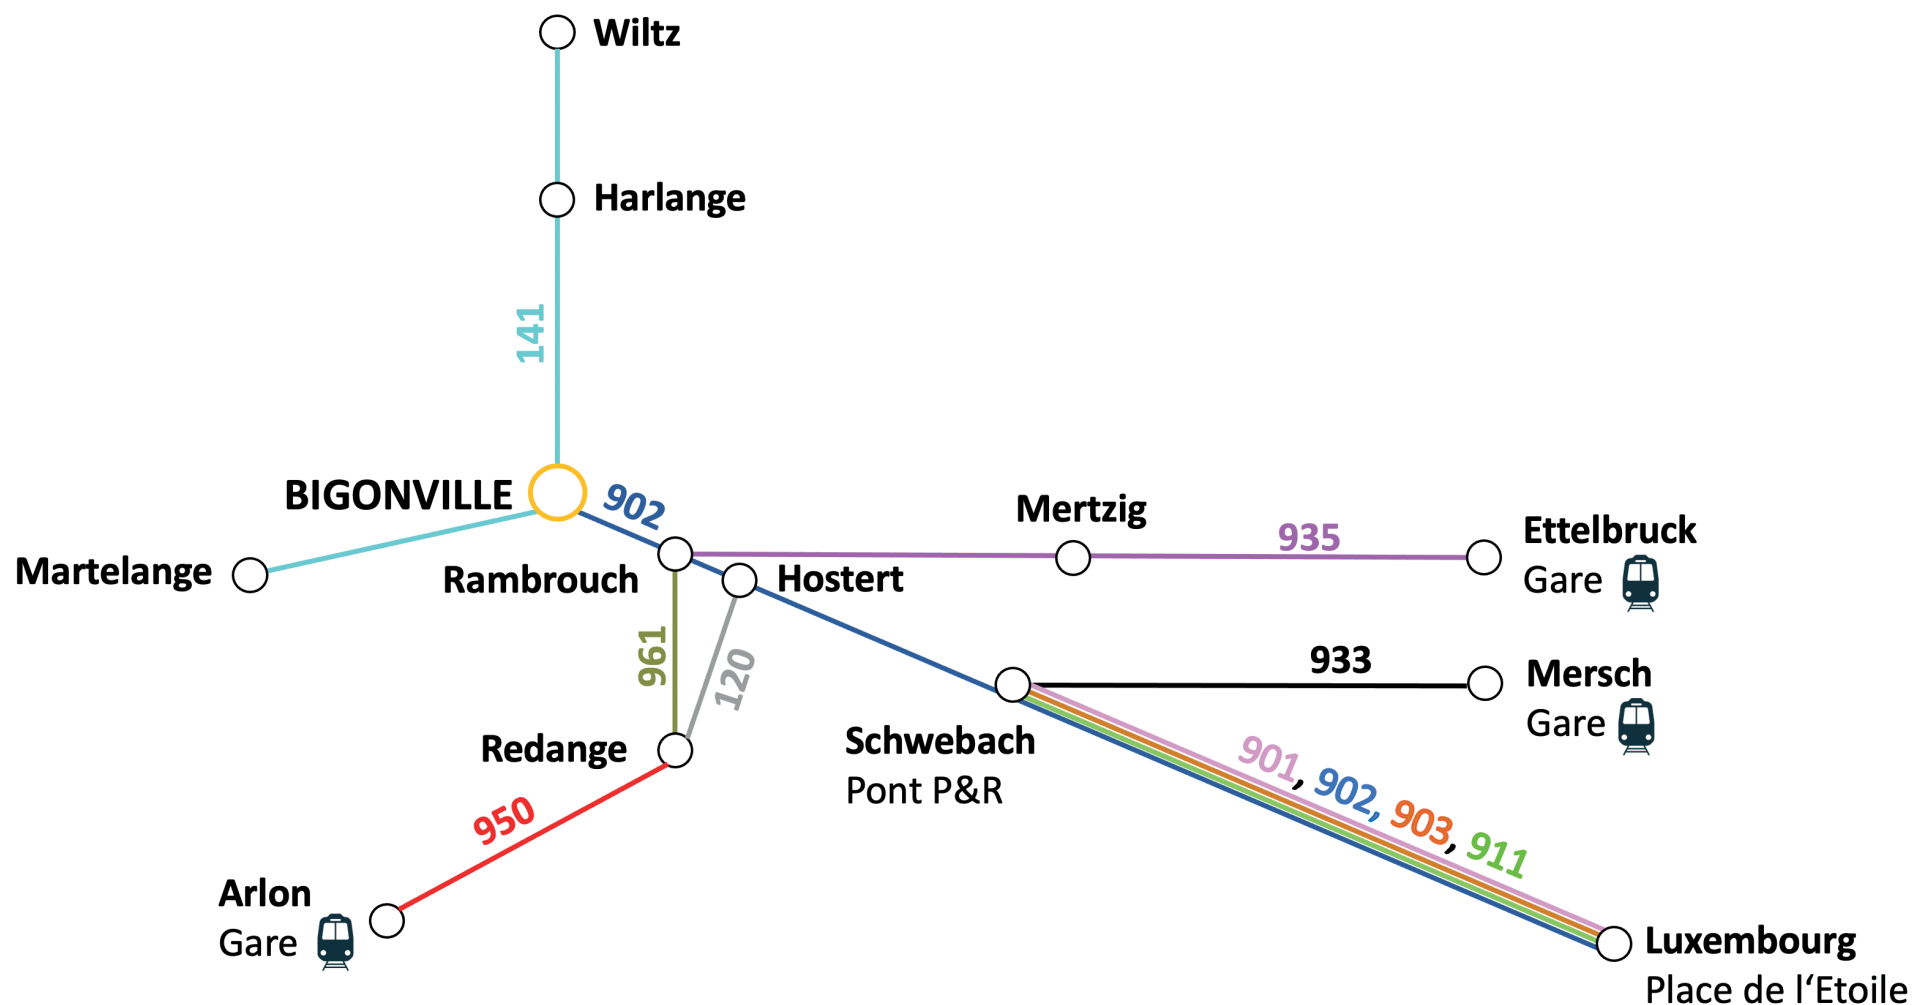 Wiltz
Harlange
141
BIGONVILLE
902
Martelange
Rambrouch
Hostert
Mertzig
935
Ettelbruck
Gare
961
120
933
Mersch
Gare
Redange
Schwebach
Pont P&R
901, 902, 903, 911
950
Arlon
Gare
Luxembourg
Place de l‘Etoile